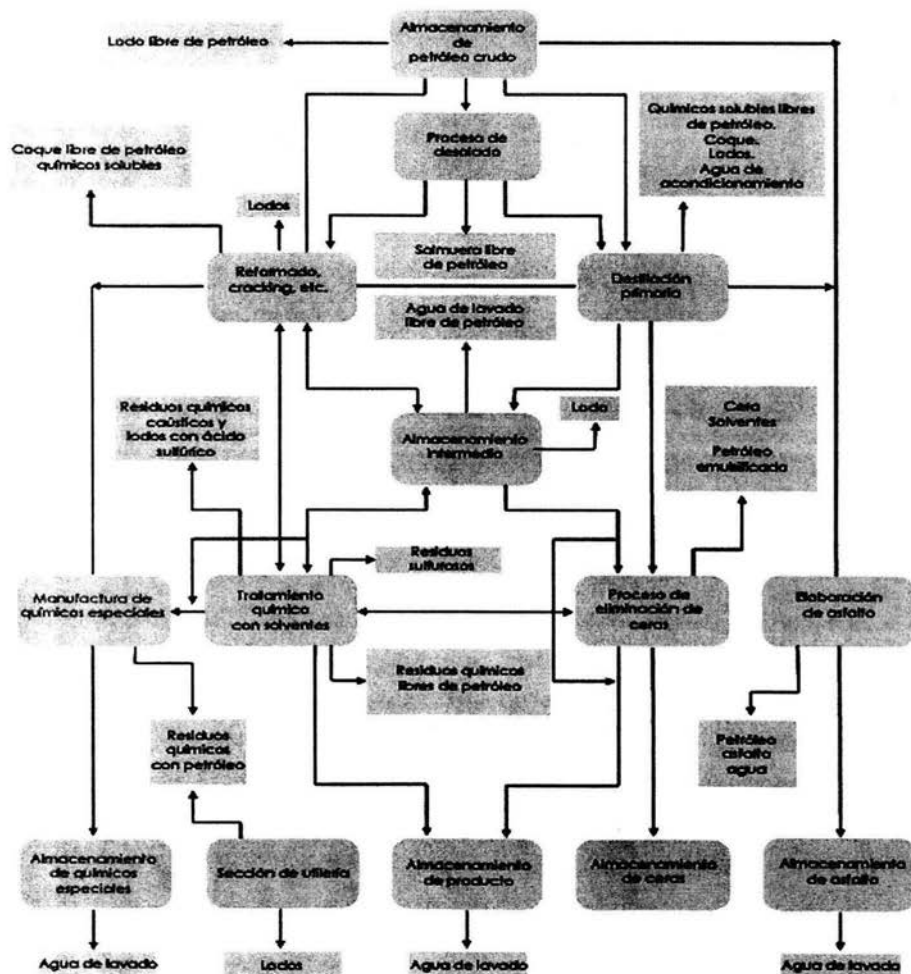 Almacenamiento
de
petróleo crudo
Lodo libre de petróleo
Químicos solubles libres
de petróleo.
Coque.
Lodos.
Agua de
acondicionamiento
Proceso de
desalado
Coque libre de petróleo
químicos solubles
Lodos
Salmuera libre
de petróleo
Reformado,
cracking, etc.
Destilación
primaria
Agua de lavado
libre de petróleo
Residuos químicos
caústicos y
lodos con ácido
sulfúrico
Lodo
Cera
Solventes
Petróleo
emulsificado
Almacenamiento
intermedio
Residuos
sulfurosos
Manufactura de
químicos especiales
Tratamiento
químico
con solventes
Proceso de
eliminación de
ceras
Elaboración
de asfalto
Residuos químicos
libres de petróleo
Residuos
químicos
con petróleo
Petróleo
asfalto
agua
Almacenamiento
de químicos
especiales
Sección de utilería
Almacenamiento
de producto
Almacenamiento
de ceras
Almacenamiento
de asfalto
Agua de lavado
Lodos
Agua de lavado
Agua de lavado